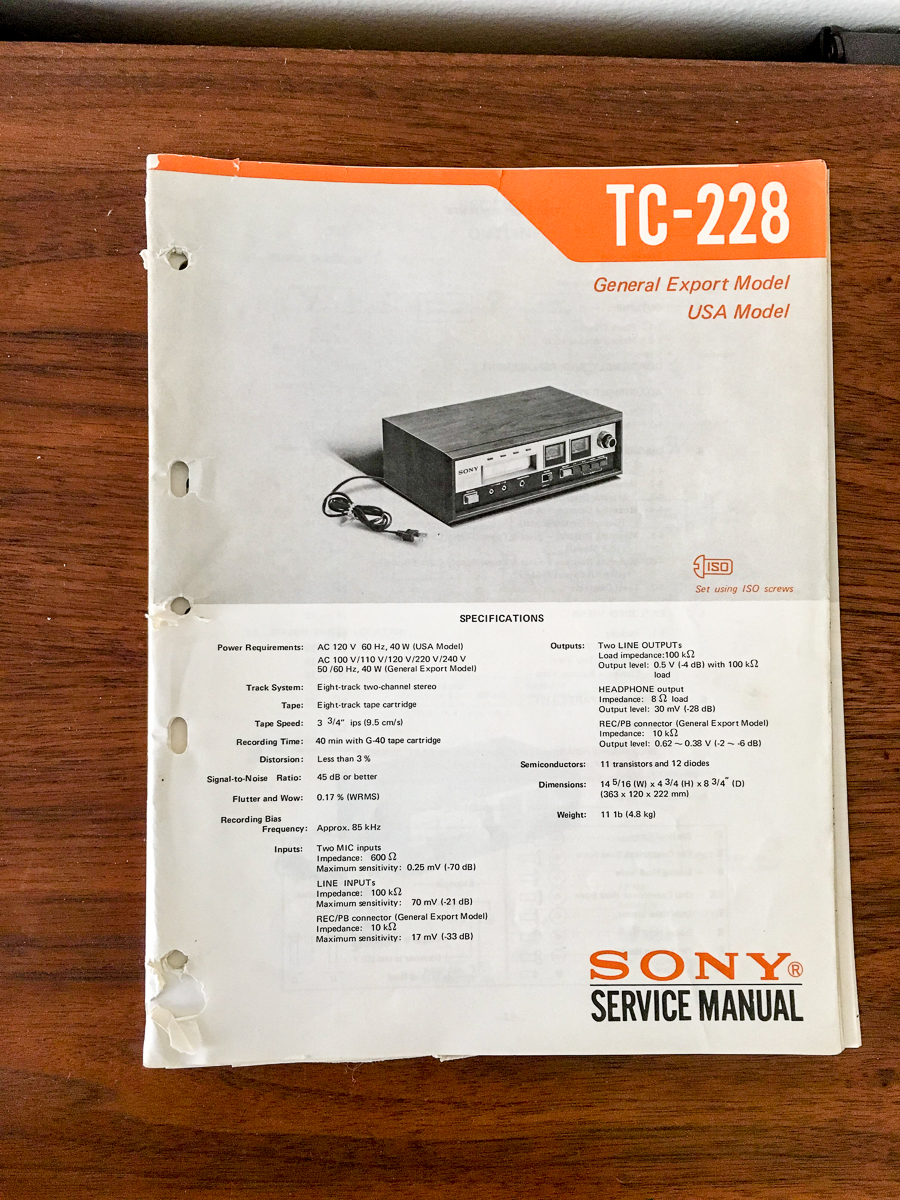 TC-228
General Export Model
USA Model
SONY
ISO
Set using ISO screws
SPECIFICATIONS
Power Requirements: AC 120 V 60 Hz, 40 W (USA Model)
AC 100 V/110 V/120 V/220 V/240 V
50/60 Hz, 40 W (General Export Model)
Track System: Eight-track two-channel stereo
Tape: Eight-track tape cartridge
Tape Speed: 3 3/4" ips (9.5 cm/s)
Recording Time: 40 min with G-40 tape cartridge
Distorsion: Less than 3 %
Signal-to-Noise Ratio: 45 dB or better
Flutter and Wow: 0.17 % (WRMS)
Recording Bias
Frequency: Approx. 85 kHz
Inputs: Two MIC inputs
Impedance: 600 Ω
Maximum sensitivity: 0.25 mV (-70 dB)
LINE INPUTs
Impedance: 100 kΩ
Maximum sensitivity: 70 mV (-21 dB)
REC/PB connector (General Export Model)
Impedance: 10 kΩ
Maximum sensitivity: 17 mV (-33 dB)
Outputs: Two LINE OUTPUTs
Load impedance:100 kΩ
Output level: 0.5 V (-4 dB) with 100 kΩ
load
HEADPHONE output
Impedance: 8 Ω load
Output level: 30 mV (-28 dB)
REC/PB connector (General Export Model)
Impedance: 10 kΩ
Output level: 0.62 ~ 0.38 V (-2 ~ -6 dB)
Semiconductors: 11 transistors and 12 diodes
Dimensions: 14 5/16 (W) x 4 3/4 (H) x 8 3/4" (D)
(363 x 120 x 222 mm)
Weight: 11 lb (4.8 kg)
SONY®
SERVICE MANUAL